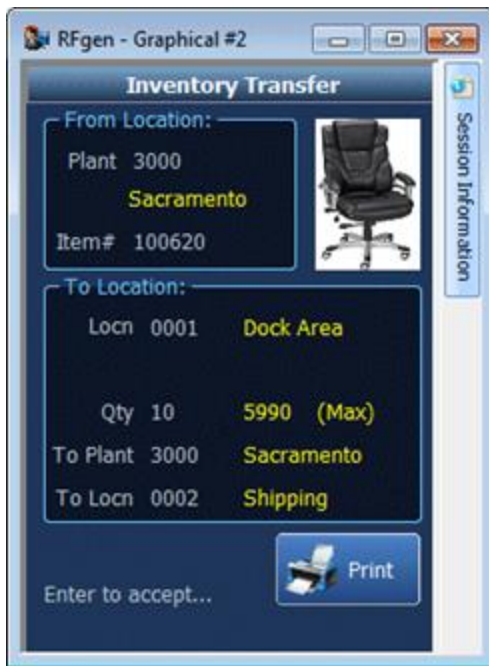 RFgen - Graphical #2
Inventory Transfer
From Location:
Plant 3000
Sacramento
Item# 100620
To Location:
Locn 0001 Dock Area
Qty 10 5990 (Max)
To Plant 3000 Sacramento
To Locn 0002 Shipping
Print
Enter to accept...
Session Information